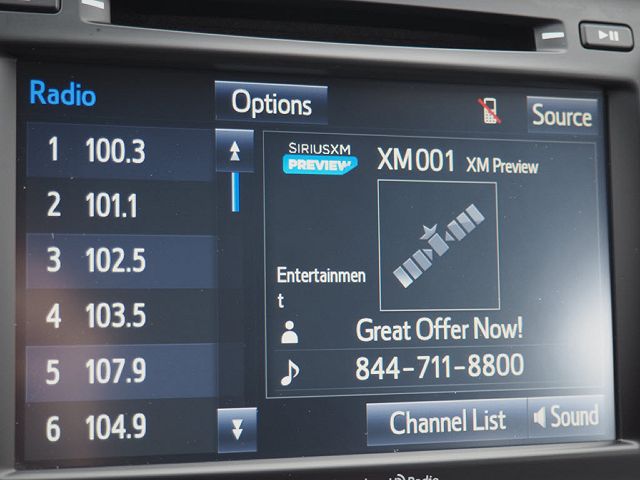 Radio
Options
Source
1 100.3
2 101.1
3 102.5
4 103.5
5 107.9
6 104.9
SIRIUSXM
PREVIEW
XM001 XM Preview
Entertainmen
t
Great Offer Now!
844-711-8800
Channel List
Sound
Radio